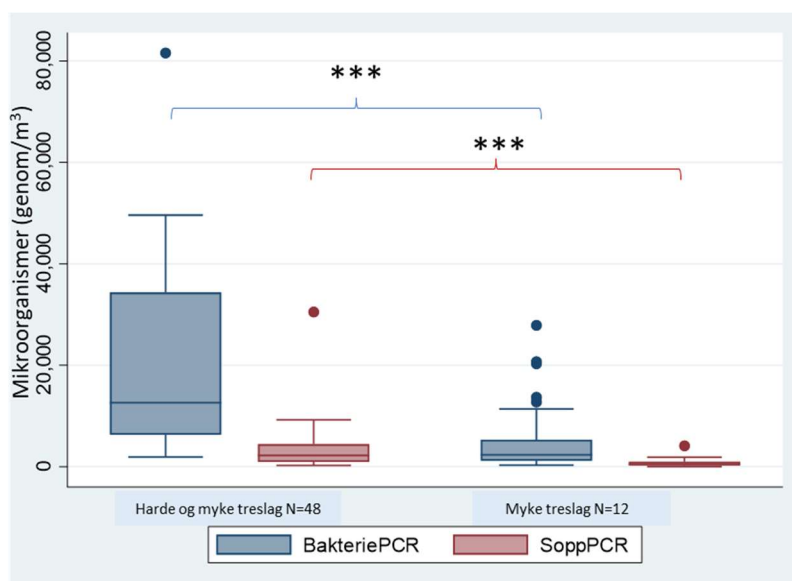 Mikroorganismer (genom/m³)
80,000
60,000
40,000
20,000
0
***
***
Harde og myke treslag N=48
Myke treslag N=12
BakteriePCR
SoppPCR